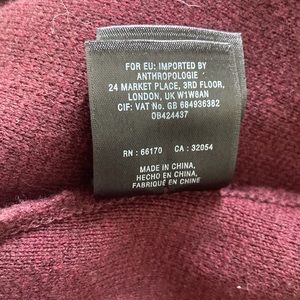 FOR EU: IMPORTED BY
ANTHROPOLOGIE
24 MARKET PLACE, 3RD FLOOR,
LONDON, UK W1W8AN
CIF: VAT No. GB 684936382
OB424437
RN : 66170 CA : 32054
MADE IN CHINA,
HECHO EN CHINA,
FABRIQUÉ EN CHINE